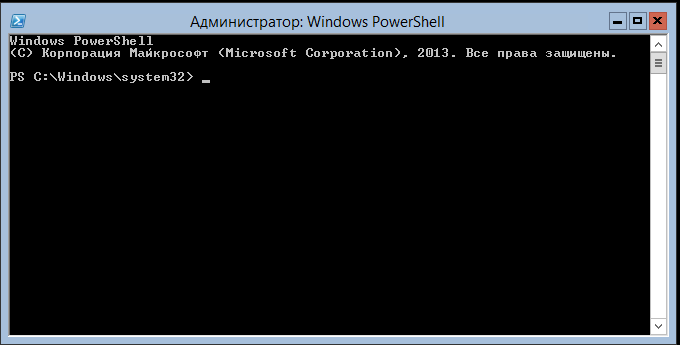 Администратор: Windows PowerShell
Windows PowerShell
(C) Корпорация Майкрософт (Microsoft Corporation), 2013. Все права защищены.
PS C:\Windows\system32> _